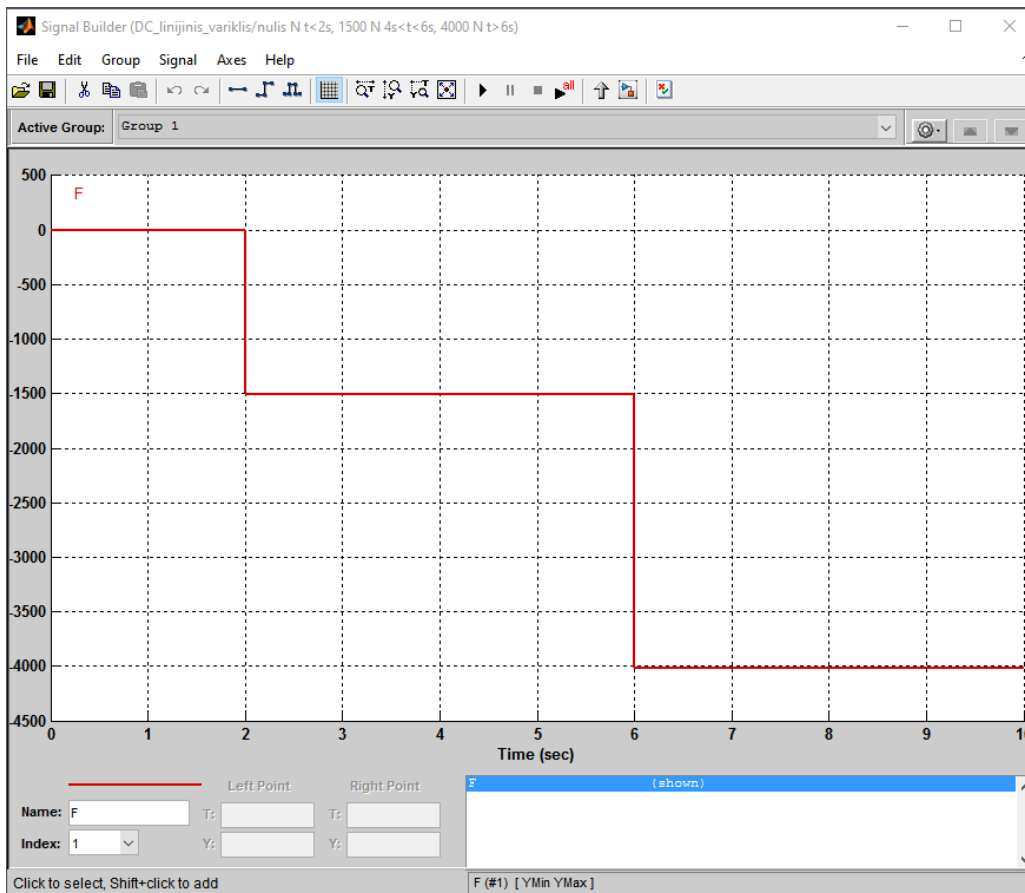 Signal Builder (DC_linijinis_variklis/nulis N t<2s, 1500 N 4s<t<6s, 4000 N t>6s)
File Edit Group Signal Axes Help
all
Active Group: Group 1
500
F
0
-500
-1000
-1500
-2000
-2500
-3000
-3500
-4000
-4500
0 1 2 3 4 5 6 7 8 9 10
Time (sec)
Left Point Right Point
F (shown)
Name: F T: T:
Index: 1 Y: Y:
Click to select, Shift+click to add F (#1) [ YMin YMax ]